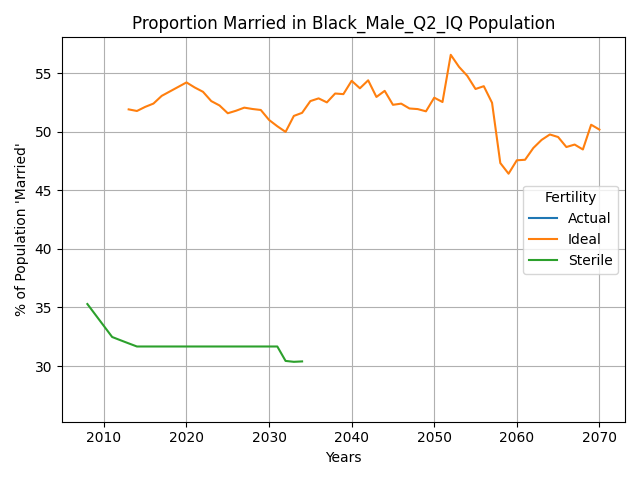 Proportion Married in Black_Male_Q2_IQ Population
% of Population 'Married'
55
50
45
40
35
30
Fertility
Actual
Ideal
Sterile
2010 2020 2030 2040 2050 2060 2070
Years